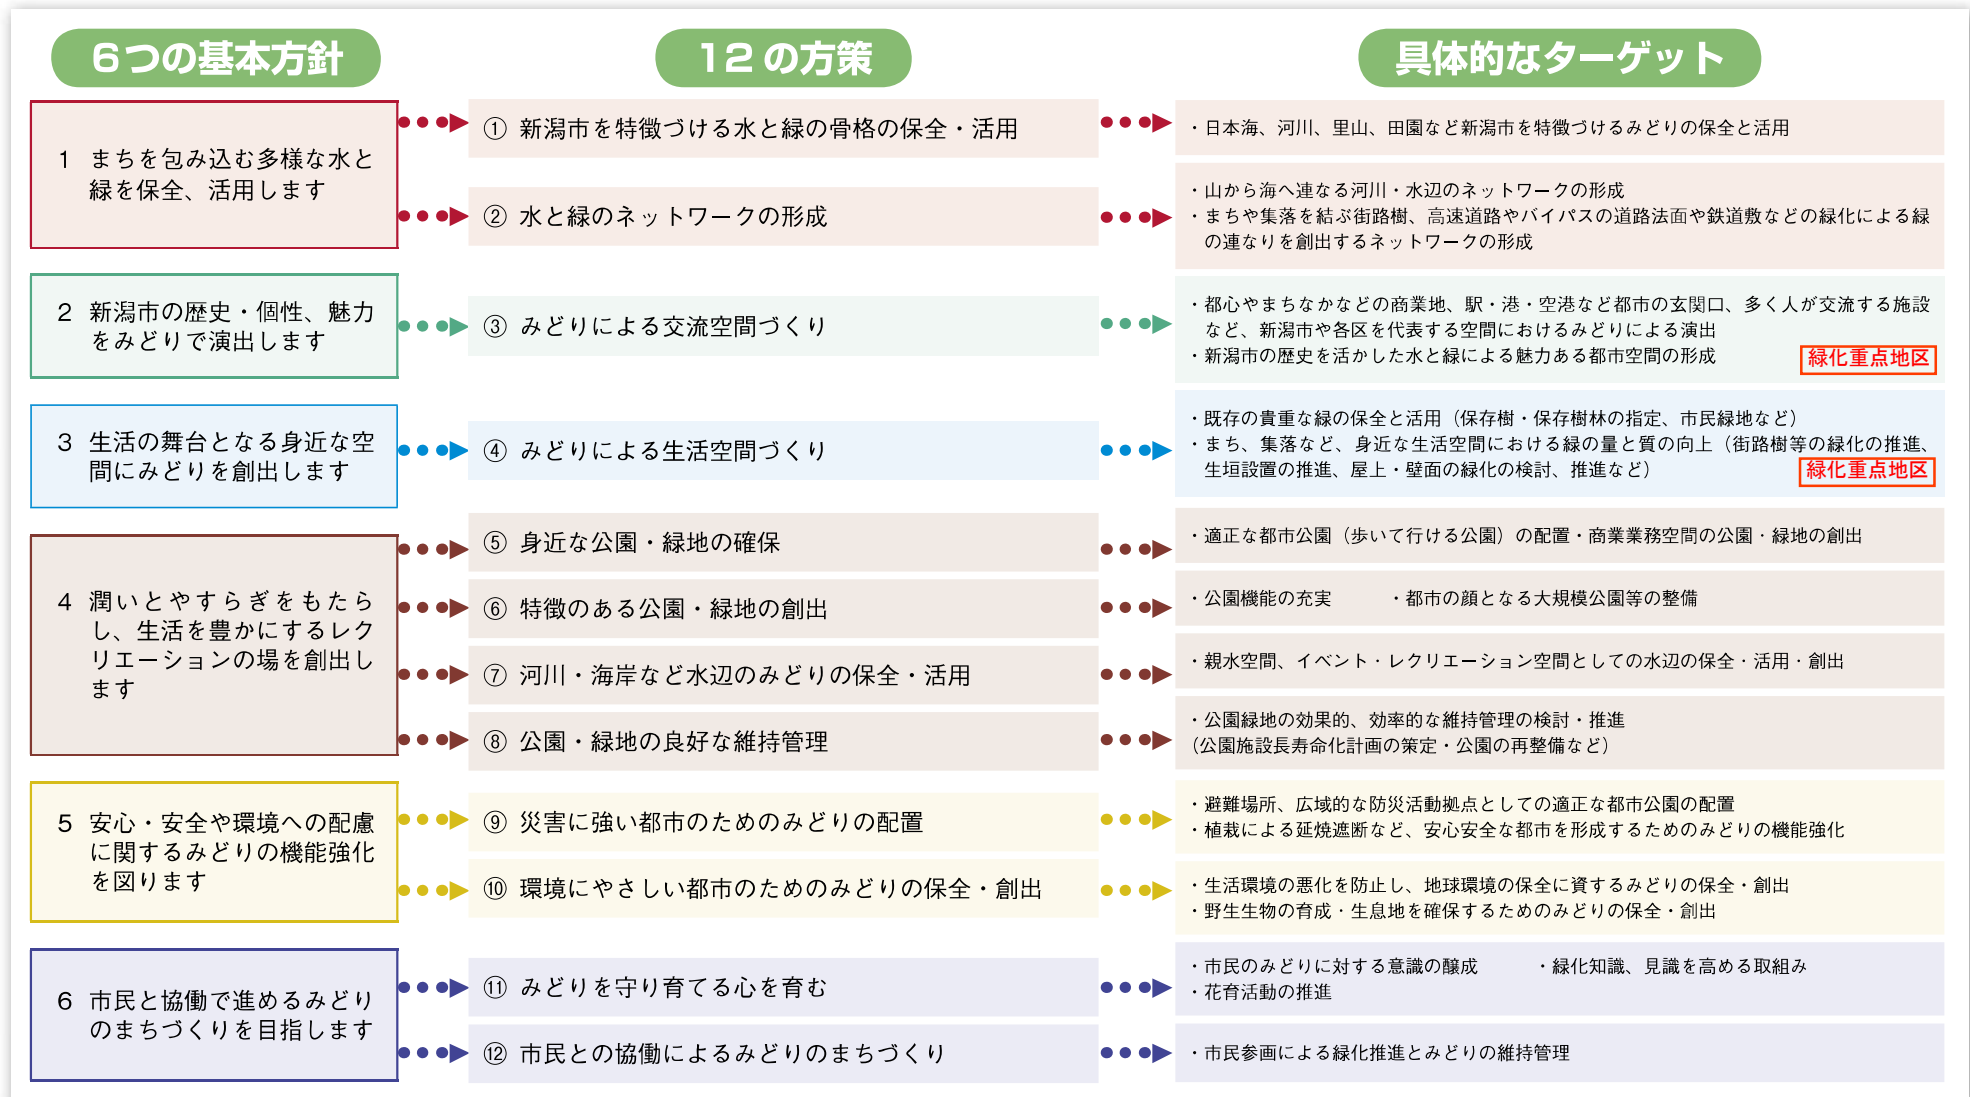 6つの基本方針
12の方策
具体的なターゲット
1 まちを包み込む多様な水と
緑を保全、活用します
① 新潟市を特徴づける水と緑の骨格の保全・活用
・日本海、河川、里山、田園など新潟市を特徴づけるみどりの保全と活用
② 水と緑のネットワークの形成
・山から海へ連なる河川・水辺のネットワークの形成
・まちや集落を結ぶ街路樹、高速道路やバイパスの道路法面や鉄道敷などの緑化による緑
の連なりを創出するネットワークの形成
2 新潟市の歴史・個性、魅力
をみどりで演出します
③ みどりによる交流空間づくり
・都心やまちなかなどの商業地、駅・港・空港など都市の玄関口、多く人が交流する施設
など、新潟市や各区を代表する空間におけるみどりによる演出
・新潟市の歴史を活かした水と緑による魅力ある都市空間の形成
緑化重点地区
3 生活の舞台となる身近な空
間にみどりを創出します
④ みどりによる生活空間づくり
・既存の貴重な緑の保全と活用（保存樹・保存樹林の指定、市民緑地など）
・まち、集落など、身近な生活空間における緑の量と質の向上（街路樹等の緑化の推進、
生垣設置の推進、屋上・壁面の緑化の検討、推進など）
緑化重点地区
4 潤いとやすらぎをもたら
し、生活を豊かにするレク
リエーションの場を創出し
ます
⑤ 身近な公園・緑地の確保
・適正な都市公園（歩いて行ける公園）の配置・商業業務空間の公園・緑地の創出
⑥ 特徴のある公園・緑地の創出
・公園機能の充実 ・都市の顔となる大規模公園等の整備
⑦ 河川・海岸など水辺のみどりの保全・活用
・親水空間、イベント・レクリエーション空間としての水辺の保全・活用・創出
⑧ 公園・緑地の良好な維持管理
・公園緑地の効果的、効率的な維持管理の検討・推進
（公園施設長寿命化計画の策定・公園の再整備など）
5 安心・安全や環境への配慮
に関するみどりの機能強化
を図ります
⑨ 災害に強い都市のためのみどりの配置
・避難場所、広域的な防災活動拠点としての適正な都市公園の配置
・植栽による延焼遮断など、安心安全な都市を形成するためのみどりの機能強化
⑩ 環境にやさしい都市のためのみどりの保全・創出
・生活環境の悪化を防止し、地球環境の保全に資するみどりの保全・創出
・野生生物の育成・生息地を確保するためのみどりの保全・創出
6 市民と協働で進めるみどり
のまちづくりを目指します
⑪ みどりを守り育てる心を育む
・市民のみどりに対する意識の醸成 ・緑化知識、見識を高める取組み
・花育活動の推進
⑫ 市民との協働によるみどりのまちづくり
・市民参画による緑化推進とみどりの維持管理